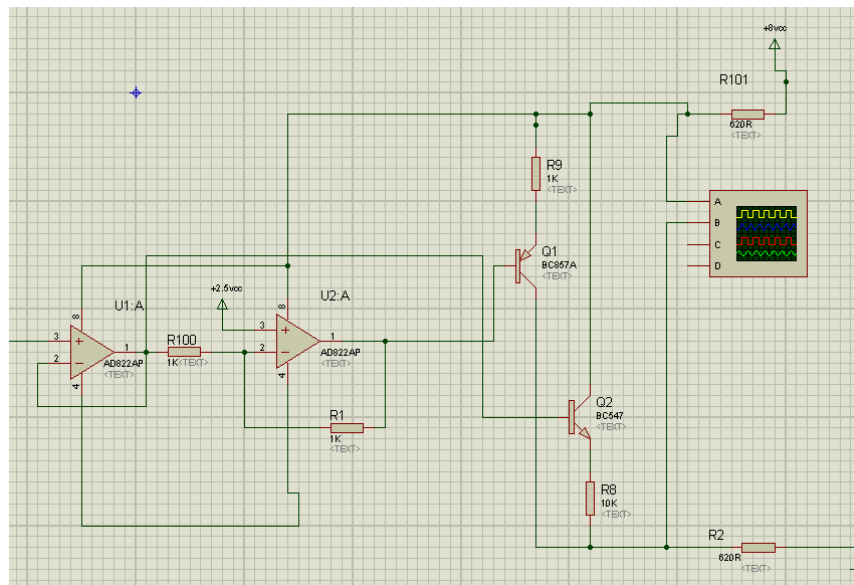 +8vcc
R101
620R
<TEXT>
R9
1K
<TEXT>
A
B
C
D
Q1
BC857A
<TEXT>
+2.5vcc
U1:A
U2:A
8
8
3
2
1
4
AD822AP
<TEXT>
R100
1K<TEXT>
3
2
1
4
AD822AP
<TEXT>
R1
1K
<TEXT>
Q2
BC547
<TEXT>
R8
10K
<TEXT>
R2
620R
<TEXT>